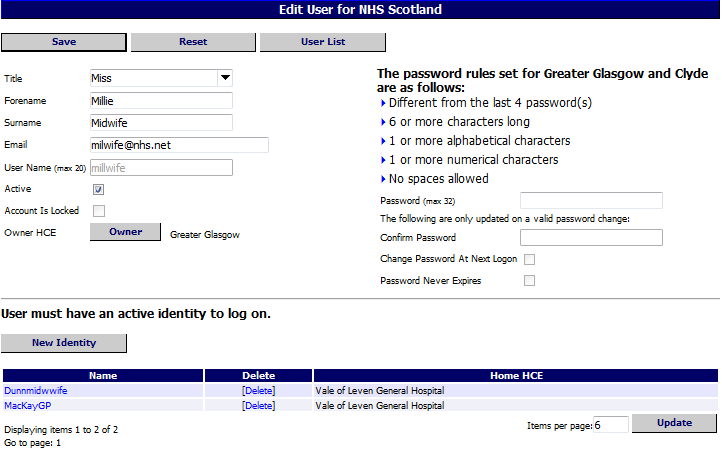 Edit User for NHS Scotland
Save Reset User List
Title Miss
Forename Millie
Surname Midwife
Email milwife@nhs.net
User Name (max 20) millwife
Active
Account Is Locked
Owner HCE Owner Greater Glasgow
The password rules set for Greater Glasgow and Clyde
are as follows:
Different from the last 4 password(s)
6 or more characters long
1 or more alphabetical characters
1 or more numerical characters
No spaces allowed
Password (max 32)
The following are only updated on a valid password change:
Confirm Password
Change Password At Next Logon
Password Never Expires
User must have an active identity to log on.
New Identity
Name Delete Home HCE
Dunnmidwwife [Delete] Vale of Leven General Hospital
MacKayGP [Delete] Vale of Leven General Hospital
Displaying items 1 to 2 of 2
Go to page: 1
Items per page: 6 Update